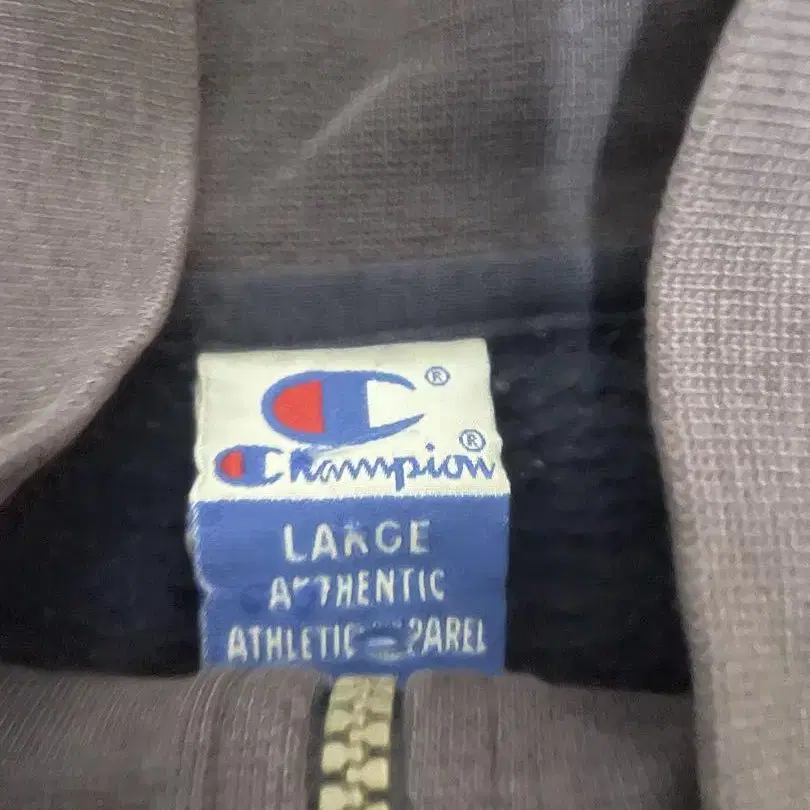 ®
Champion®
LARGE
AUTHENTIC
ATHLETIC APPAREL